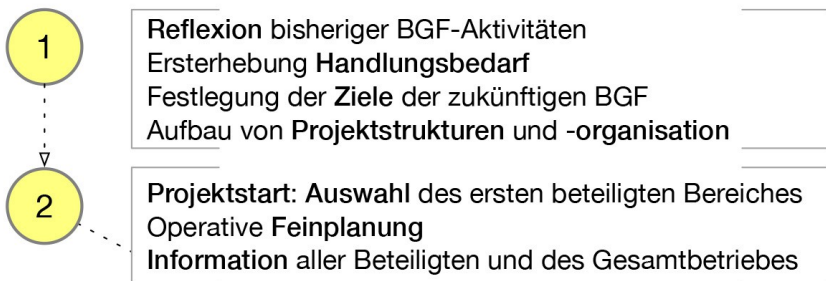 1
Reflexion bisheriger BGF-Aktivitäten
Ersterhebung Handlungsbedarf
Festlegung der Ziele der zukünftigen BGF
Aufbau von Projektstrukturen und -organisation
2
Projektstart: Auswahl des ersten beteiligten Bereiches
Operative Feinplanung
Information aller Beteiligten und des Gesamtbetriebes